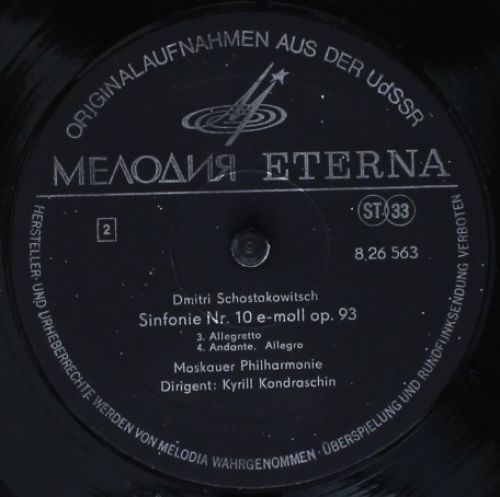 ORIGINALAUFNAHMEN AUS DER UdSSR
МЕЛОДИЯ ETERNA
ST 33
2
8 26 563
Dmitri Schostakowitsch
Sinfonie Nr. 10 e-moll op. 93
3. Allegretto
4. Andante. Allegro
Moskauer Philharmonie
Dirigent: Kyrill Kondraschin
HERSTELLER- UND URHEBERRECHTE WERDEN VON MELODIA WAHRGENOMMEN · ÜBERSPIELUNG UND RUNDFUNKSENDUNG VERBOTEN